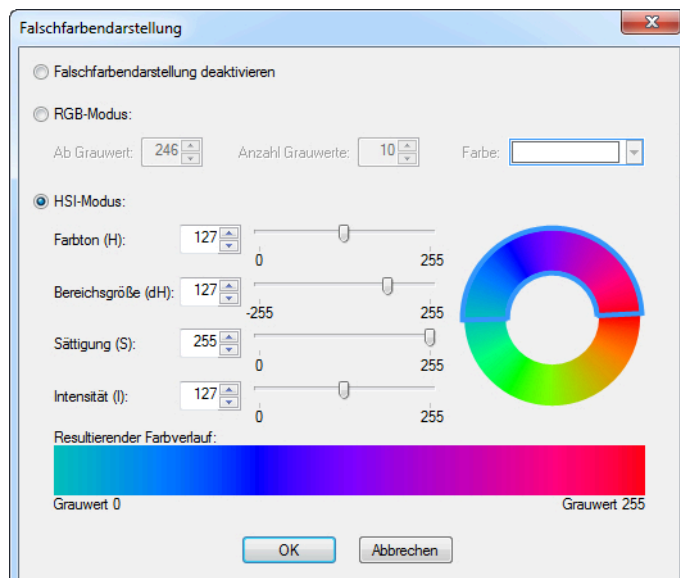 Falschfarbendarstellung
Falschfarbendarstellung deaktivieren
RGB-Modus:
Ab Grauwert: 246 Anzahl Grauwerte: 10 Farbe:
HSI-Modus:
Farbton (H): 127
0 255
Bereichsgröße (dH): 127
-255 255
Sättigung (S): 255
0 255
Intensität (I): 127
0 255
Resultierender Farbverlauf:
Grauwert 0 Grauwert 255
OK Abbrechen